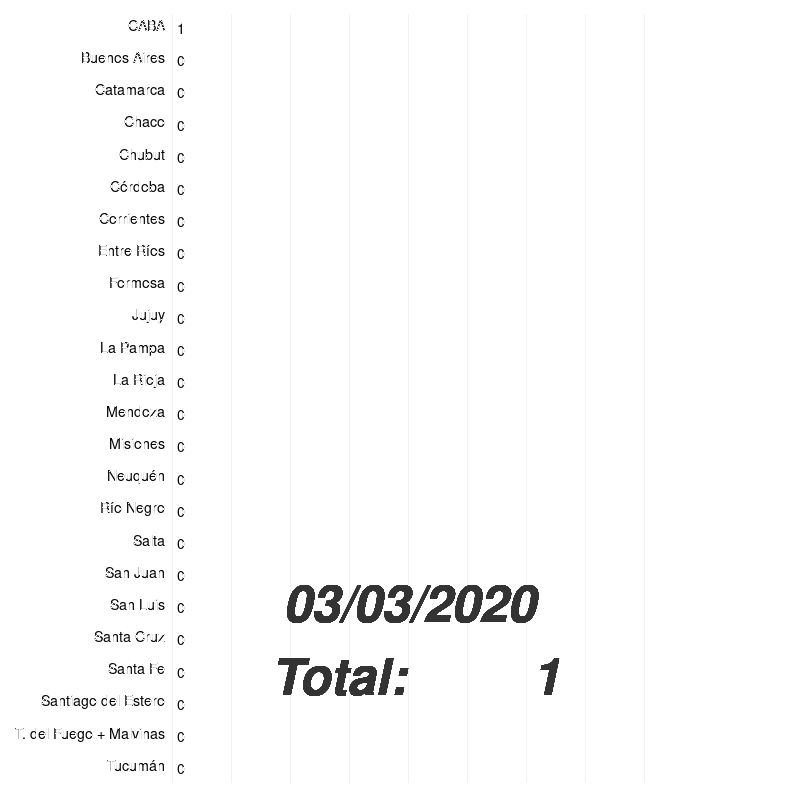 CABA 1
Buenos Aires 0
Catamarca 0
Chaco 0
Chubut 0
Córdoba 0
Corrientes 0
Entre Ríos 0
Formosa 0
Jujuy 0
La Pampa 0
La Rioja 0
Mendoza 0
Misiones 0
Neuquén 0
Río Negro 0
Salta 0
San Juan 0
San Luis 0
Santa Cruz 0
Santa Fe 0
Santiago del Estero 0
T. del Fuego + Malvinas 0
Tucumán 0
03/03/2020
Total: 1